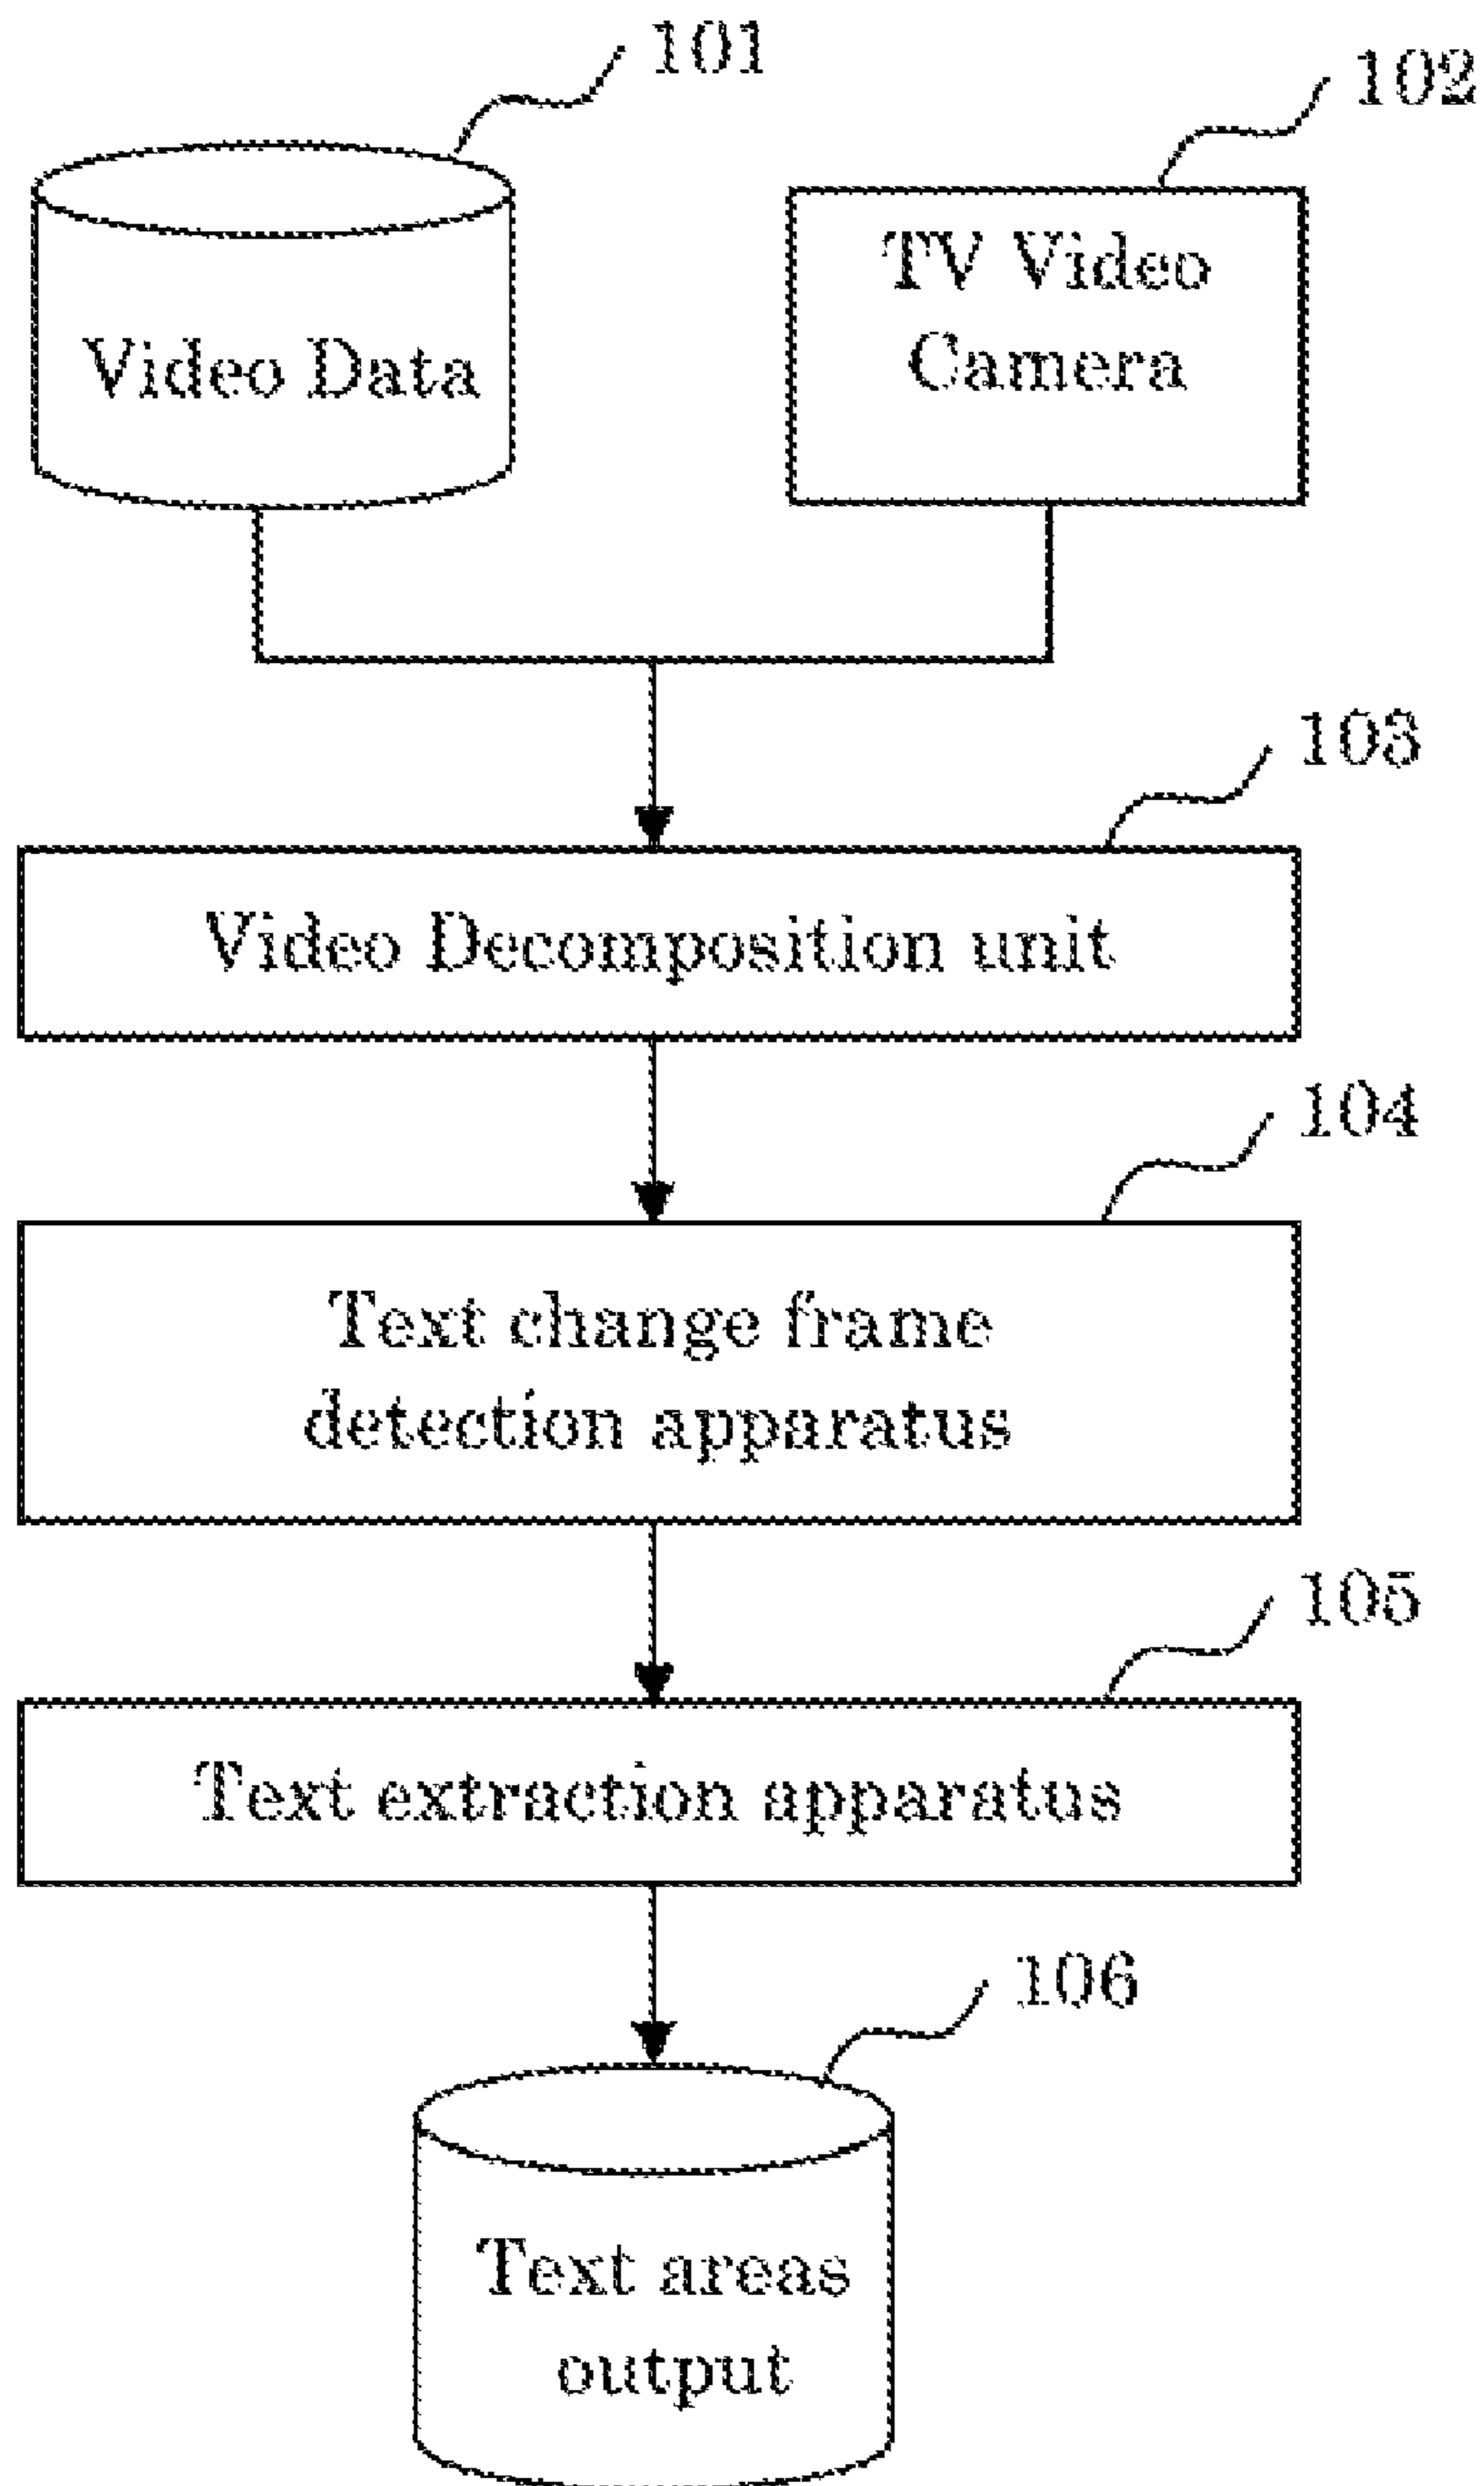 101
102
Video Data
TV Video
Camera
103
Video Decomposition unit
104
Text change frame
detection apparatus
105
Text extraction apparatus
106
Text areas
output